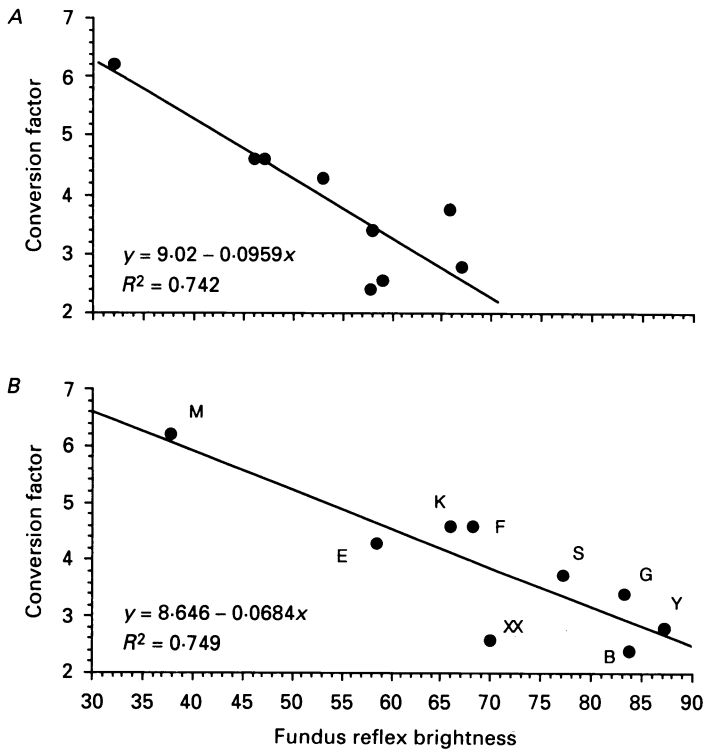 A
7
6
5
4
3
2
Conversion factor
y = 9·02 – 0·0959x
R² = 0·742
B
7
6
5
4
3
2
Conversion factor
M
K
F
E
S
G
Y
XX
B
y = 8·646 – 0·0684x
R² = 0·749
30 35 40 45 50 55 60 65 70 75 80 85 90
Fundus reflex brightness